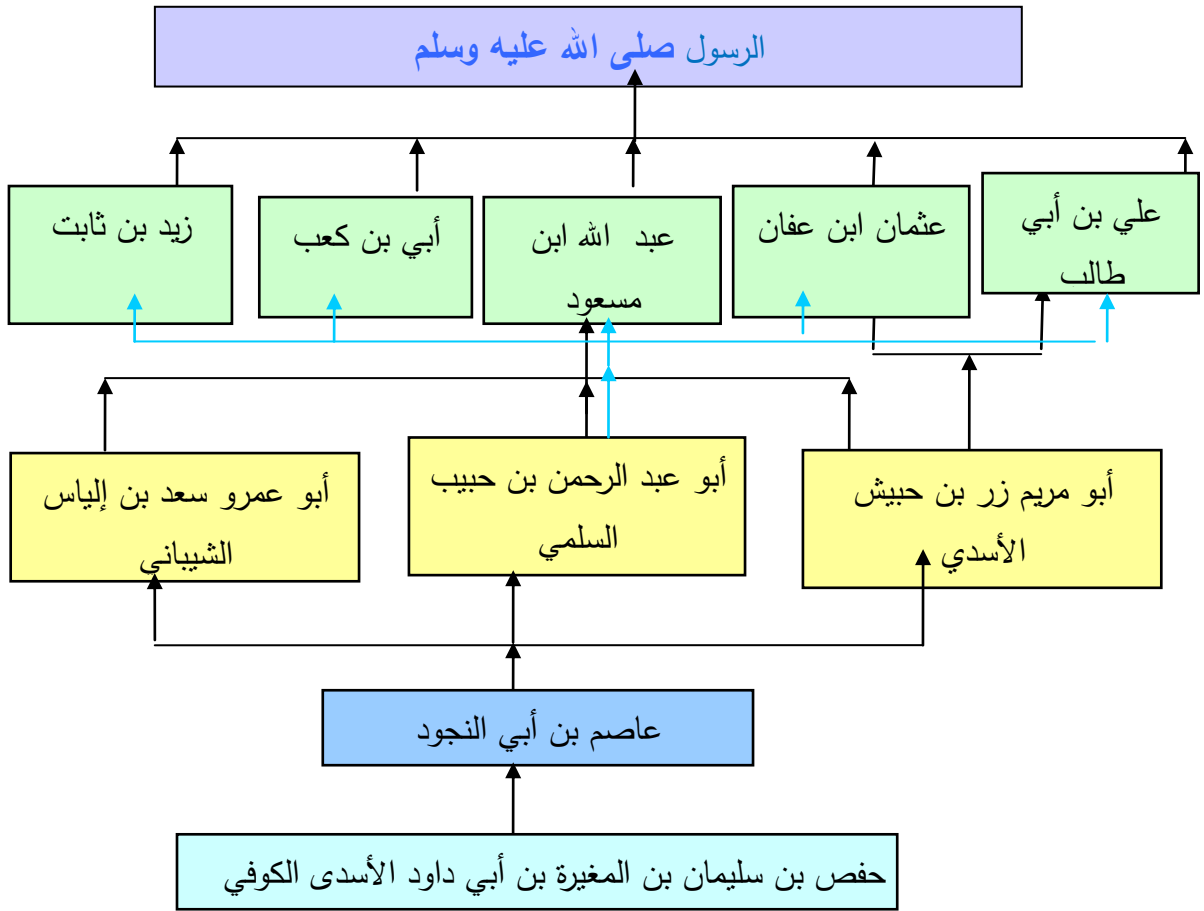 الرسول صلى الله عليه وسلم
علي بن أبي
طالب
عثمان ابن عفان
عبد الله ابن
مسعود
أبي بن كعب
زيد بن ثابت
أبو مريم زر بن حبيش
الأسدي
أبو عبد الرحمن بن حبيب
السلمي
أبو عمرو سعد بن إلياس
الشيباني
عاصم بن أبي النجود
حفص بن سليمان بن المغيرة بن أبي داود الأسدى الكوفي